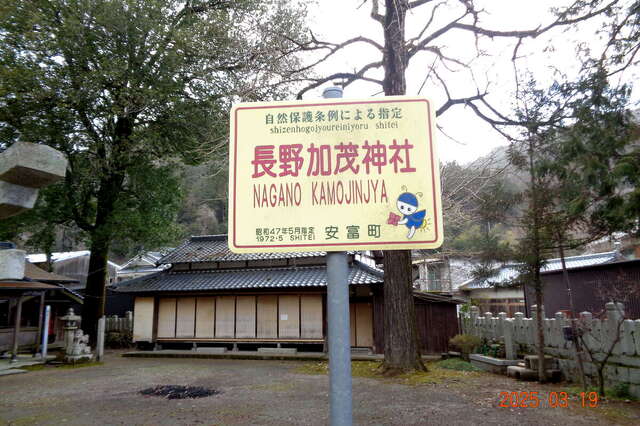 自然保護条例による指定
shizenhogojyoureiniyoru shitei
長野加茂神社
NAGANO KAMOJINJYA
昭和47年5月指定
1972・5 SHITEI
安富町
2025 03 19